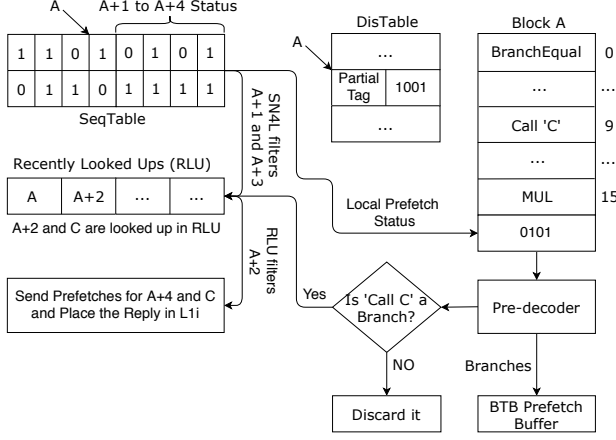 A
A+1 to A+4 Status
1 1 0 1 0 1 0 1
0 1 1 0 1 1 1 1
SeqTable
DisTable
A
...
Partial
Tag
1001
...
Block A
BranchEqual 0
... ...
Call 'C' 9
... ...
MUL 15
0101
SN4L filters
A+1 and A+3
Recently Looked Ups (RLU)
A A+2 ... ...
A+2 and C are looked up in RLU
Local Prefetch
Status
RLU filters
A+2
Send Prefetches for A+4 and C
and Place the Reply in L1i
Yes
Is 'Call C' a
Branch?
Pre-decoder
NO
Branches
Discard it
BTB Prefetch
Buffer